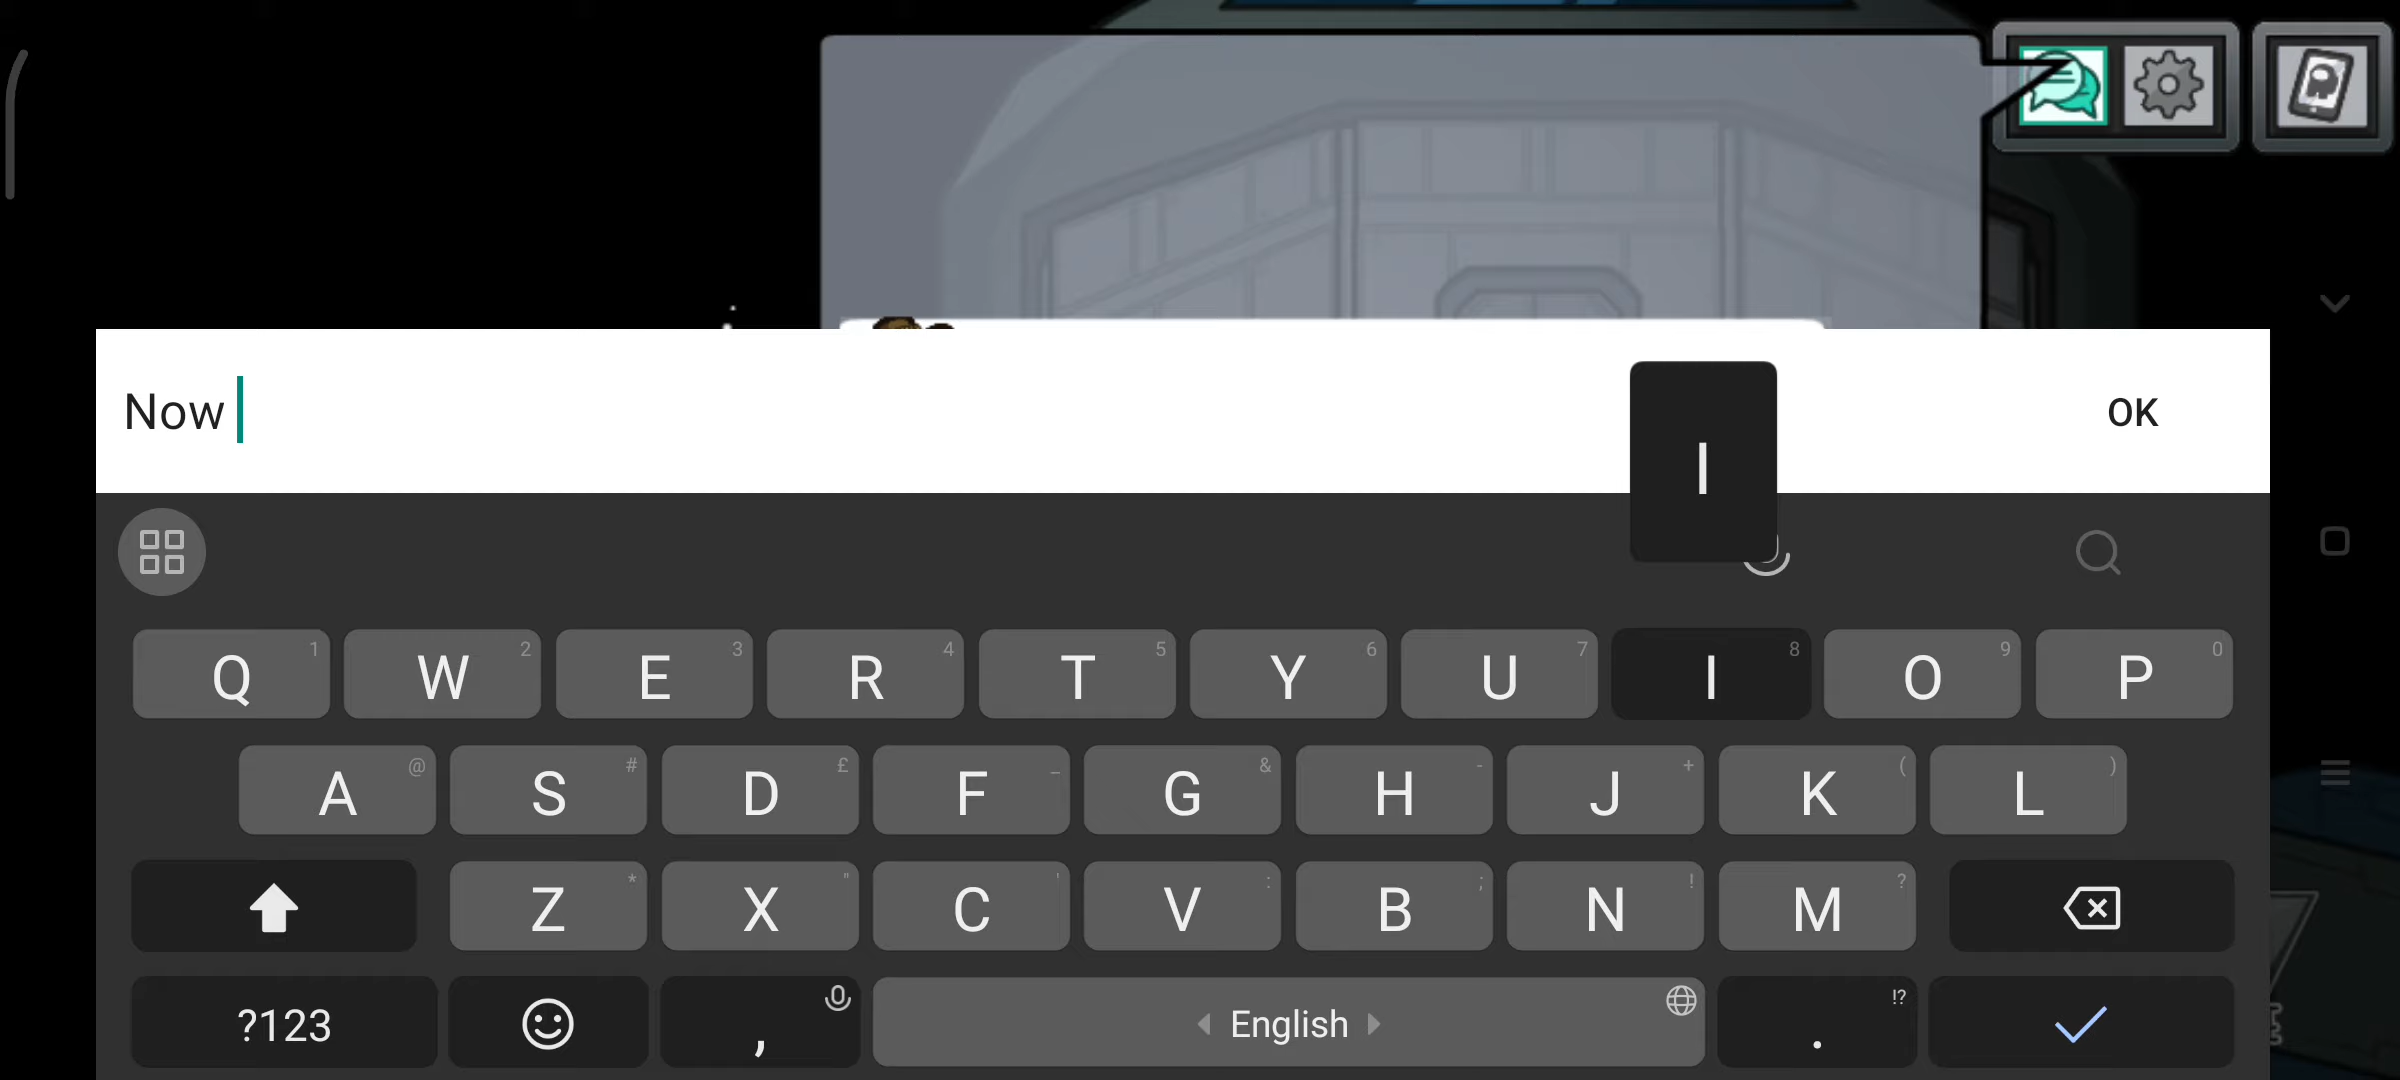 Now
OK
I
Q 1 W 2 E 3 R 4 T 5 Y 6 U 7 I 8 O 9 P 0
A @ S # D £ F _ G & H - J + K ( L )
Z * X " C ' V : B ; N ! M ?
?123 , English . !?